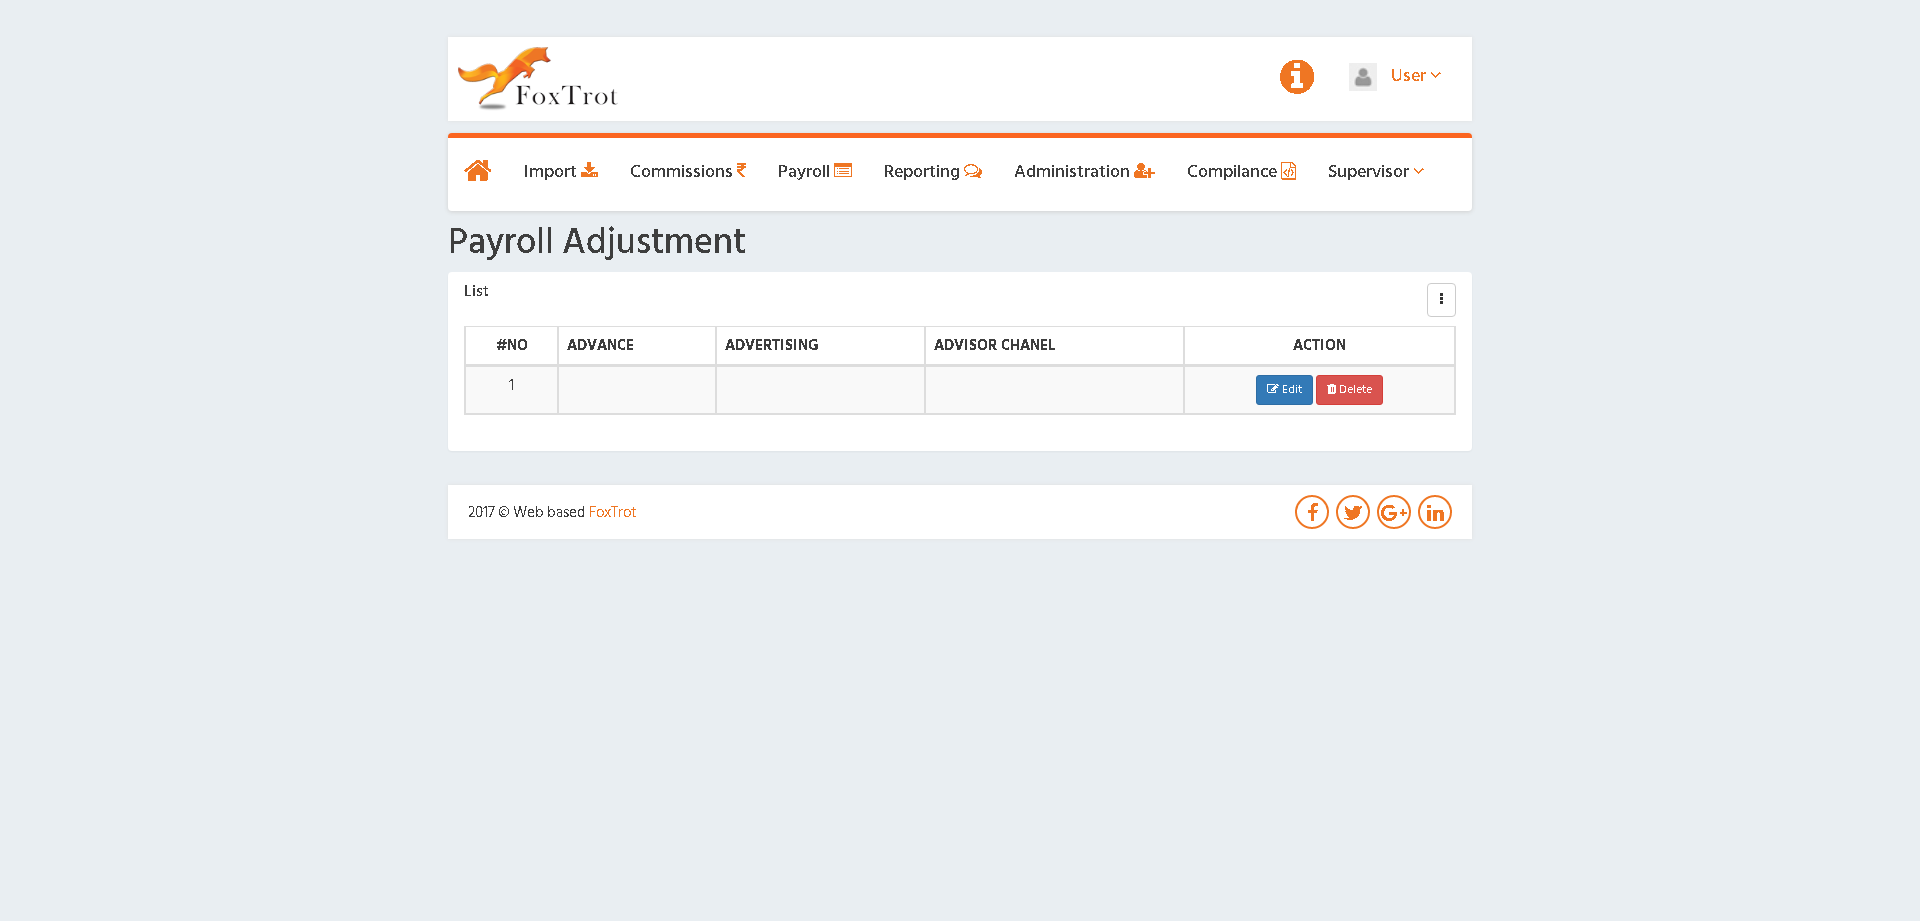 FoxTrot
User
Import
Commissions
Payroll
Reporting
Administration
Compilance
Supervisor
Payroll Adjustment
List
#NO ADVANCE ADVERTISING ADVISOR CHANEL ACTION
1 Edit Delete
2017 © Web based FoxTrot